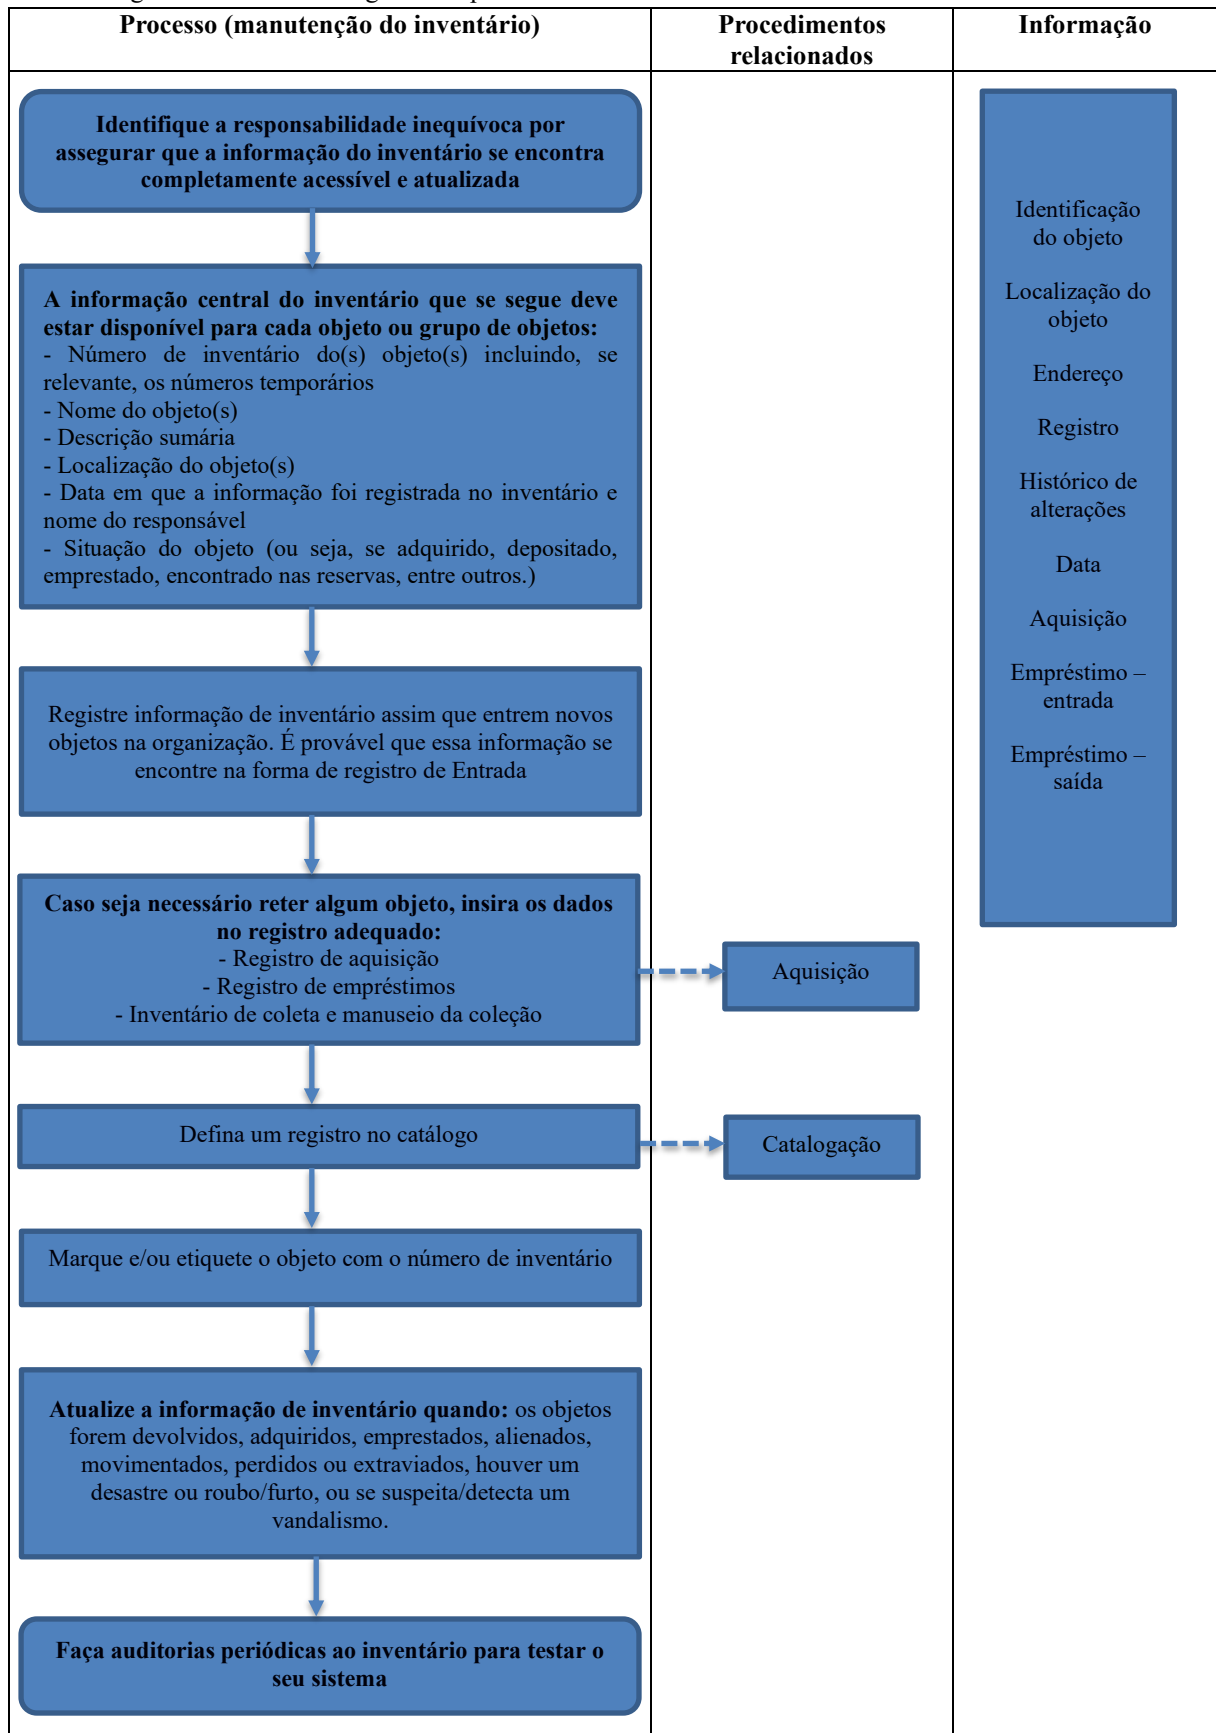 Processo (manutenção do inventário)
Procedimentos
relacionados
Informação
Identifique a responsabilidade inequívoca por
assegurar que a informação do inventário se encontra
completamente acessível e atualizada
A informação central do inventário que se segue deve
estar disponível para cada objeto ou grupo de objetos:
- Número de inventário do(s) objeto(s) incluindo, se
relevante, os números temporários
- Nome do objeto(s)
- Descrição sumária
- Localização do objeto(s)
- Data em que a informação foi registrada no inventário e
nome do responsável
- Situação do objeto (ou seja, se adquirido, depositado,
emprestado, encontrado nas reservas, entre outros.)
Registre informação de inventário assim que entrem novos
objetos na organização. É provável que essa informação se
encontre na forma de registro de Entrada
Caso seja necessário reter algum objeto, insira os dados
no registro adequado:
- Registro de aquisição
- Registro de empréstimos
- Inventário de coleta e manuseio da coleção
Defina um registro no catálogo
Marque e/ou etiquete o objeto com o número de inventário
Atualize a informação de inventário quando: os objetos
forem devolvidos, adquiridos, emprestados, alienados,
movimentados, perdidos ou extraviados, houver um
desastre ou roubo/furto, ou se suspeita/detecta um
vandalismo.
Faça auditorias periódicas ao inventário para testar o
seu sistema
Aquisição
Catalogação
Identificação
do objeto
Localização do
objeto
Endereço
Registro
Histórico de
alterações
Data
Aquisição
Empréstimo –
entrada
Empréstimo –
saída